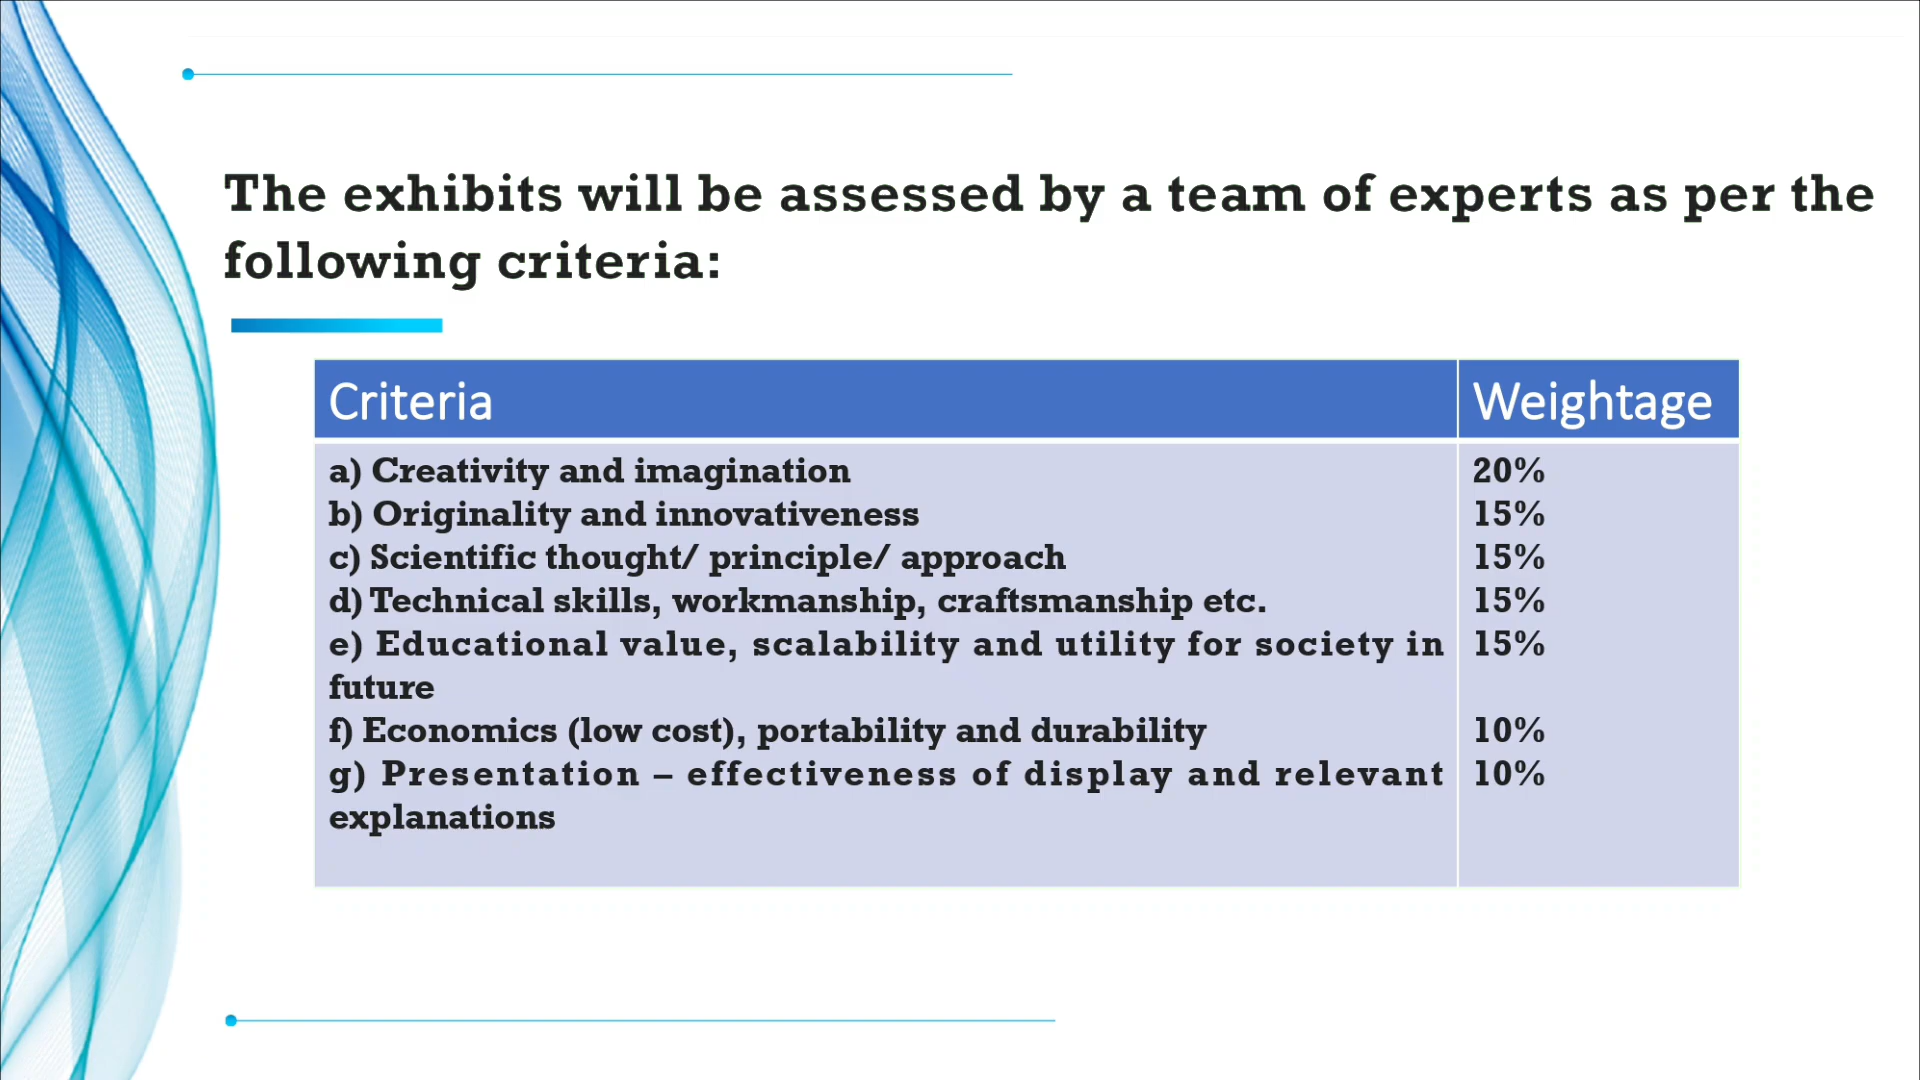 The exhibits will be assessed by a team of experts as per the
following criteria:
Criteria
Weightage
a) Creativity and imagination
20%
b) Originality and innovativeness
15%
c) Scientific thought/ principle/ approach
15%
d) Technical skills, workmanship, craftsmanship etc.
15%
e) Educational value, scalability and utility for society in
15%
future
f) Economics (low cost), portability and durability
10%
g) Presentation – effectiveness of display and relevant
10%
explanations